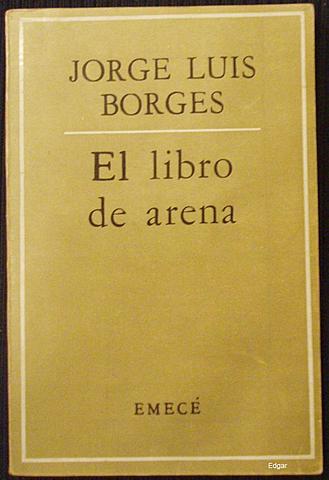 JORGE LUIS
BORGES
El libro
de arena
EMECÉ
Edgar